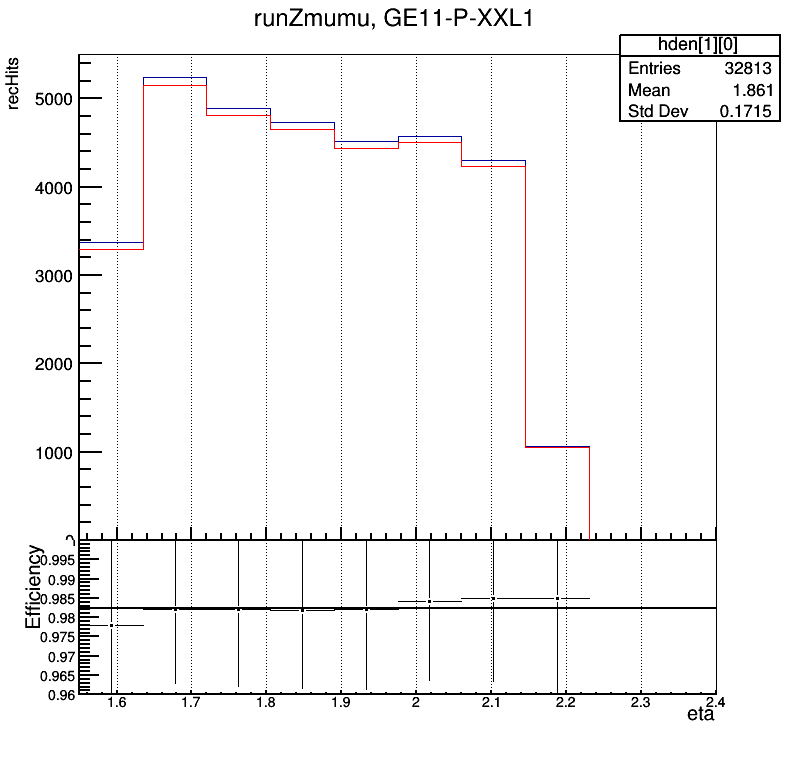 runZmumu, GE11-P-XXL1
hden[1][0]
Entries 32813
Mean 1.861
Std Dev 0.1715
recHits
5000
4000
3000
2000
1000
0
Efficiency
1
0.995
0.99
0.985
0.98
0.975
0.97
0.965
0.96
1.6 1.7 1.8 1.9 2 2.1 2.2 2.3 2.4
eta